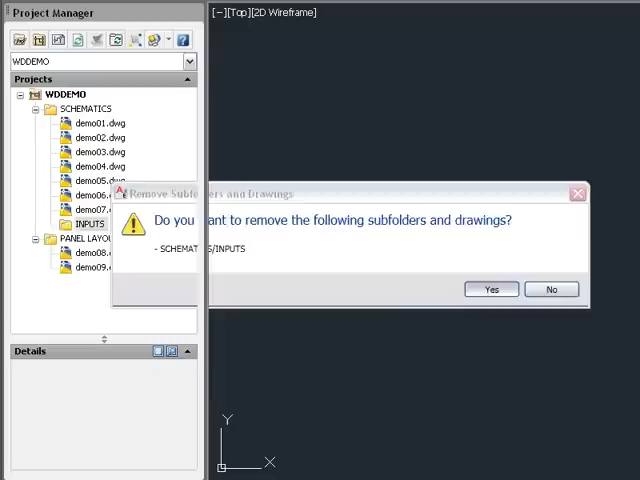 Project Manager
[−][Top][2D Wireframe]
WDDEMO
Projects
WDDEMO
SCHEMATICS
demo01.dwg
demo02.dwg
demo03.dwg
demo04.dwg
demo05.dwg
demo06.
demo07.
INPUTS
PANEL LAYOU
demo08.
demo09.
Remove Subfolders and Drawings
Do you want to remove the following subfolders and drawings?
- SCHEMATICS/INPUTS
Yes
No
Details
Y
X